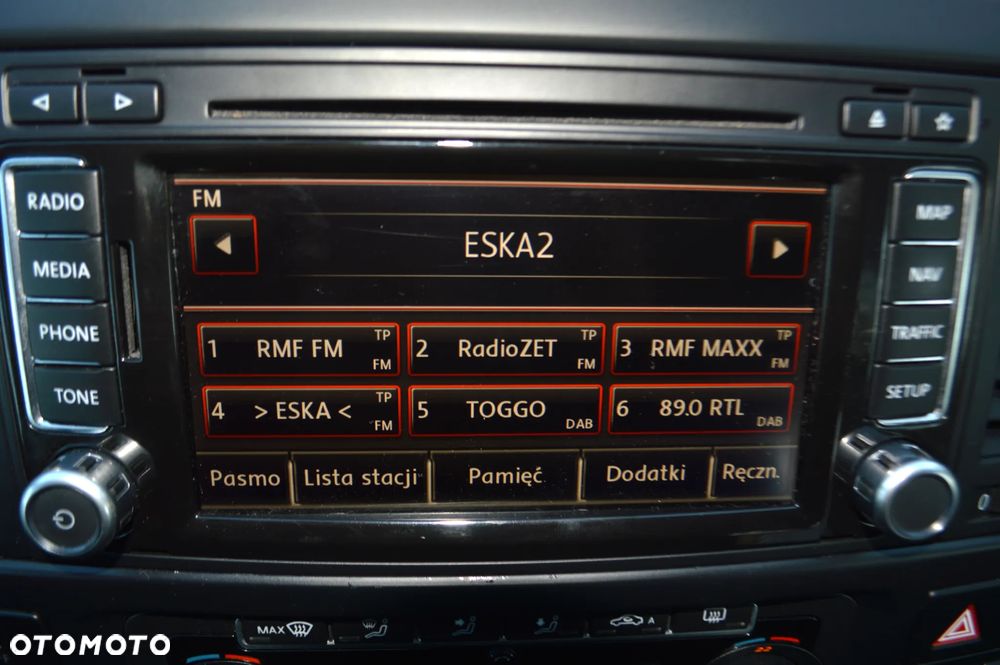 RADIO
MEDIA
PHONE
TONE
FM
ESKA2
1 RMF FM TP FM
2 RadioZET TP FM
3 RMF MAXX TP FM
4 > ESKA < TP FM
5 TOGGO DAB
6 89.0 RTL DAB
Pasmo Lista stacji Pamięć Dodatki Ręczn.
MAP
NAV
TRAFFIC
SETUP
MAX
A
0
22
OTOMOTO